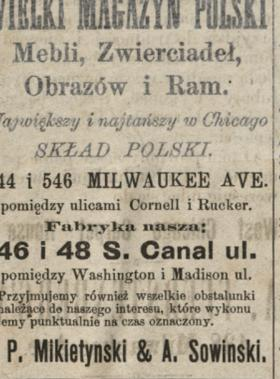 WIELKI MAGAZYN POLSKI
Mebli, Zwierciadeł,
Obrazów i Ram.
Największy i najtańszy w Chicago
SKŁAD POLSKI.
44 i 546 MILWAUKEE AVE.
pomiędzy ulicami Cornell i Rucker.
Fabryka nasza:
46 i 48 S. Canal ul.
pomiędzy Washington i Madison ul.
Przyjmujemy również wszelkie obstalunki
należące do naszego interesu, które wykonu
jemy punktualnie na czas oznaczony.
P. Mikietynski & A. Sowinski.